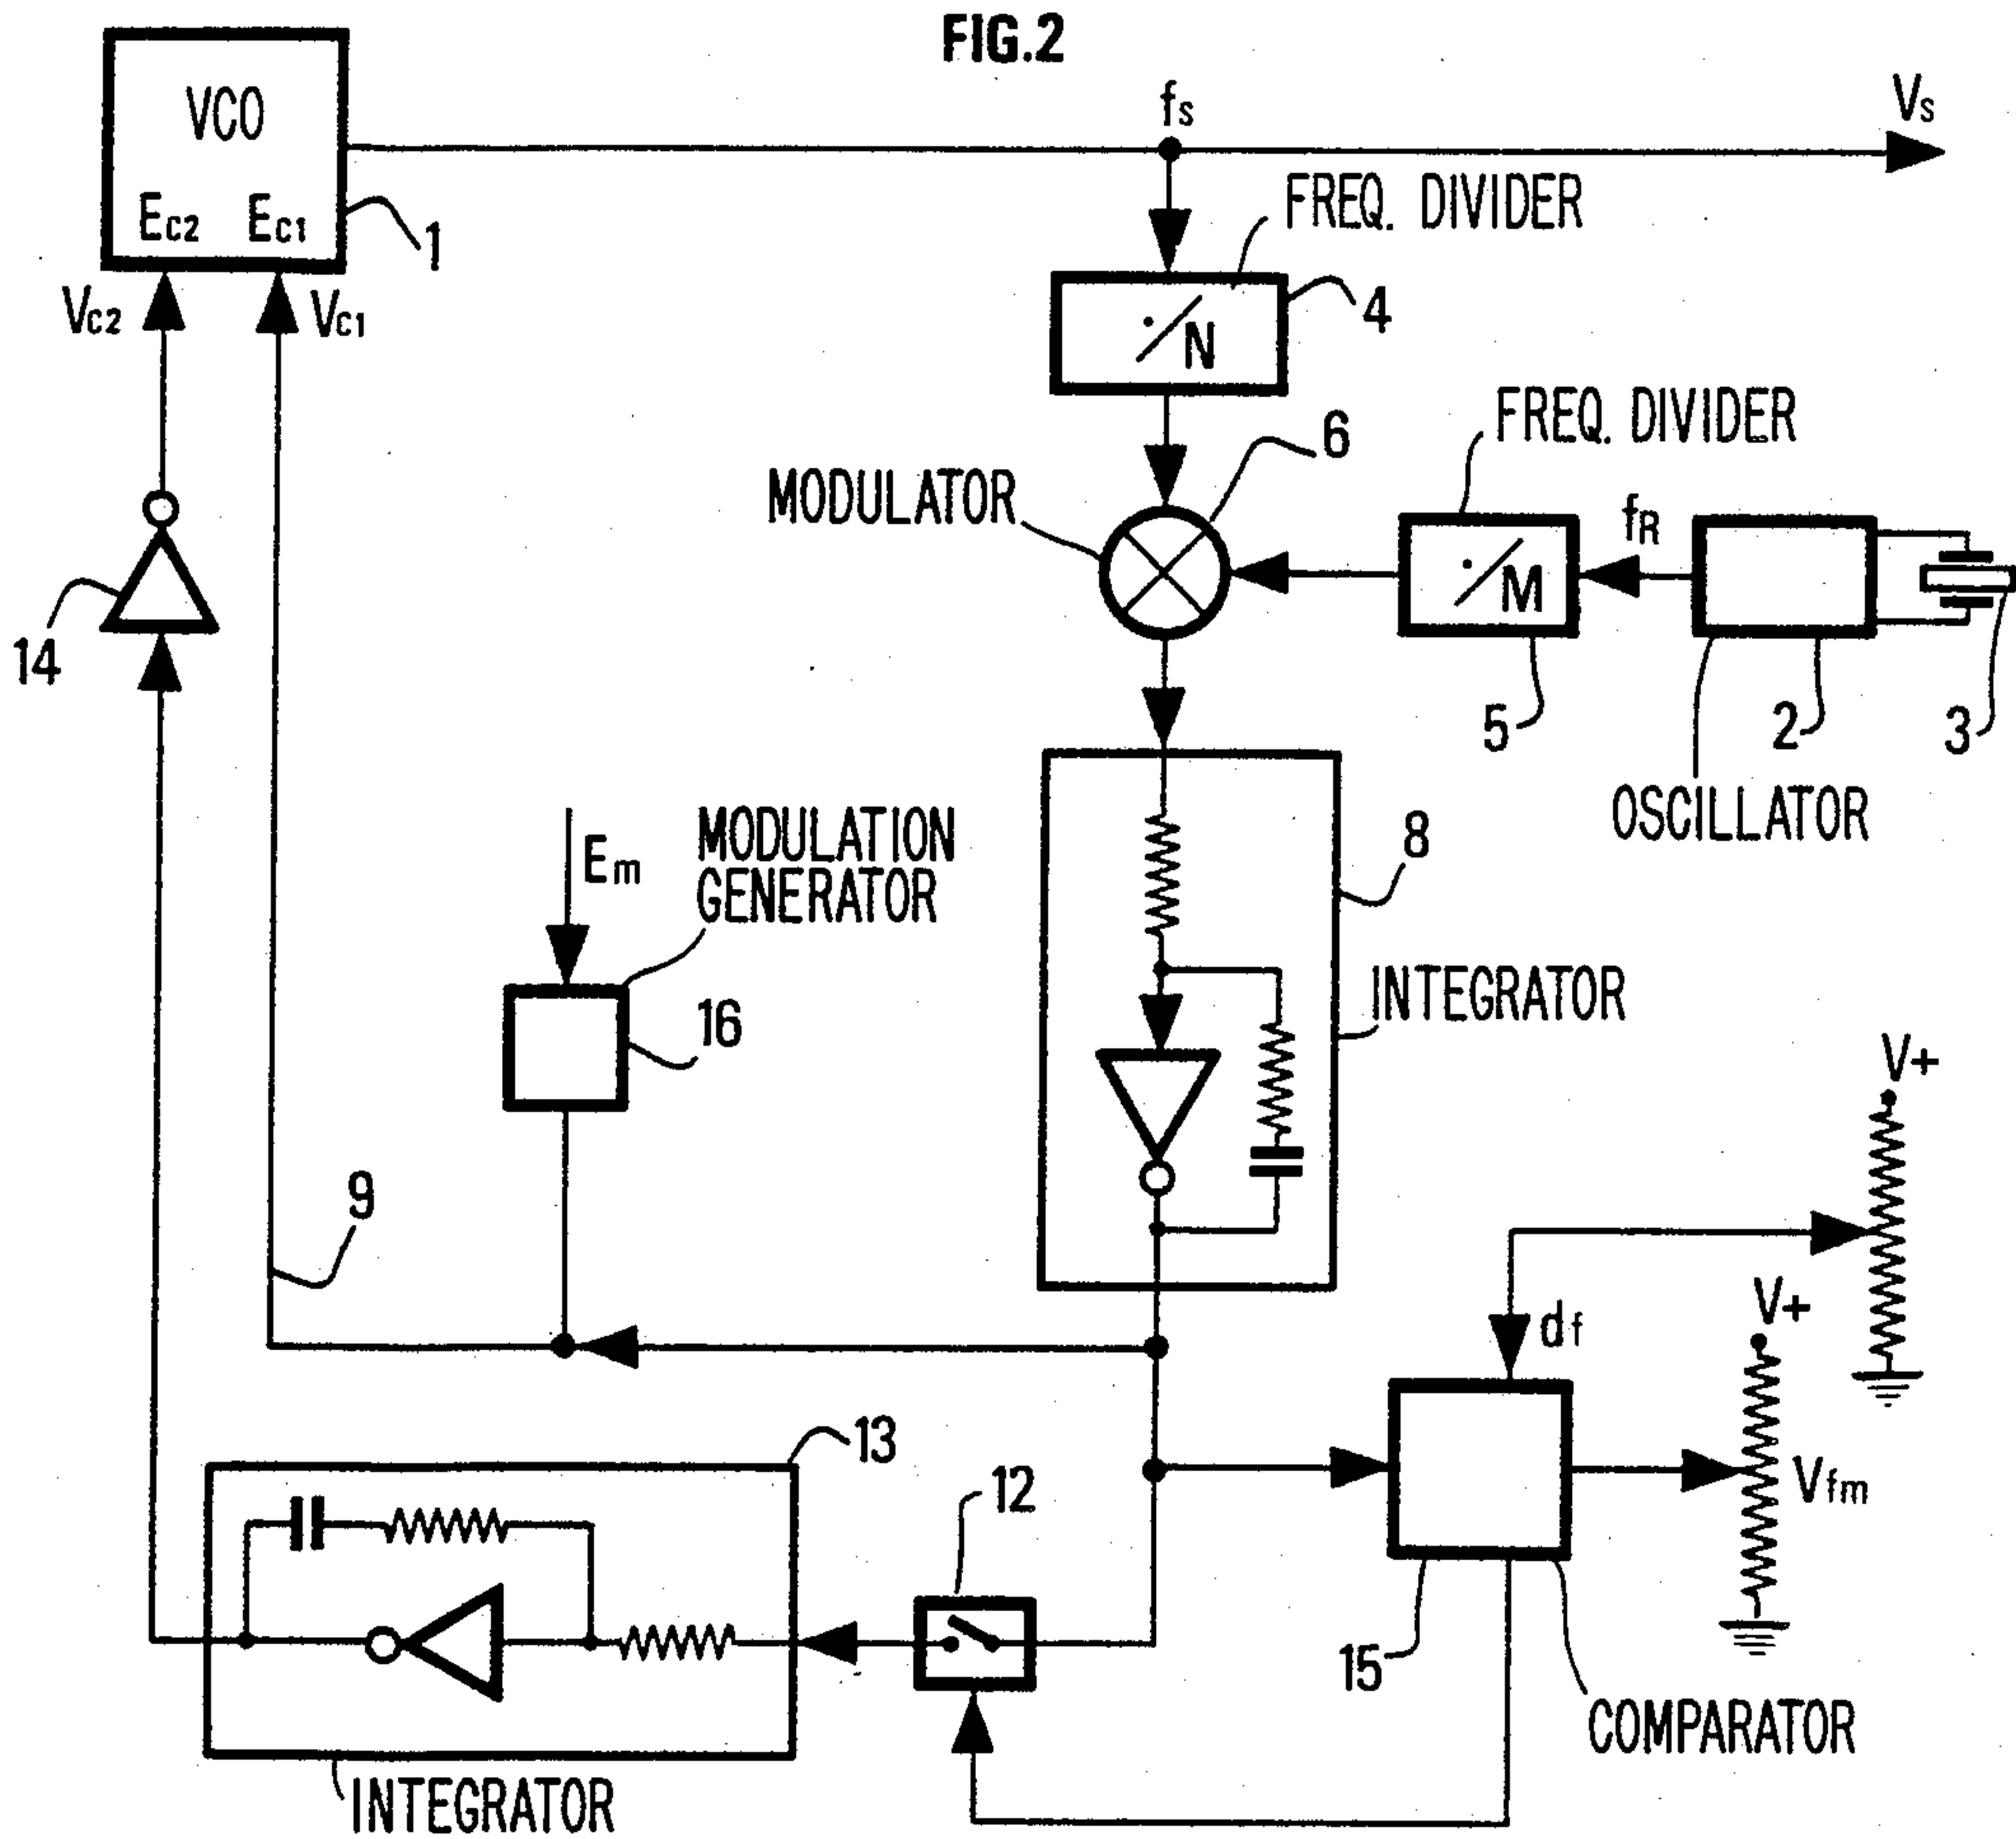 FIG.2
VCO
Ec2 Ec1
1
Vc2
Vc1
fs
Vs
FREQ. DIVIDER
4
·/N
FREQ. DIVIDER
6
MODULATOR
fR
·/M
14
5
2
3
OSCILLATOR
Em
MODULATION
GENERATOR
8
16
INTEGRATOR
9
V+
V+
df
13
12
Vfm
15
COMPARATOR
INTEGRATOR